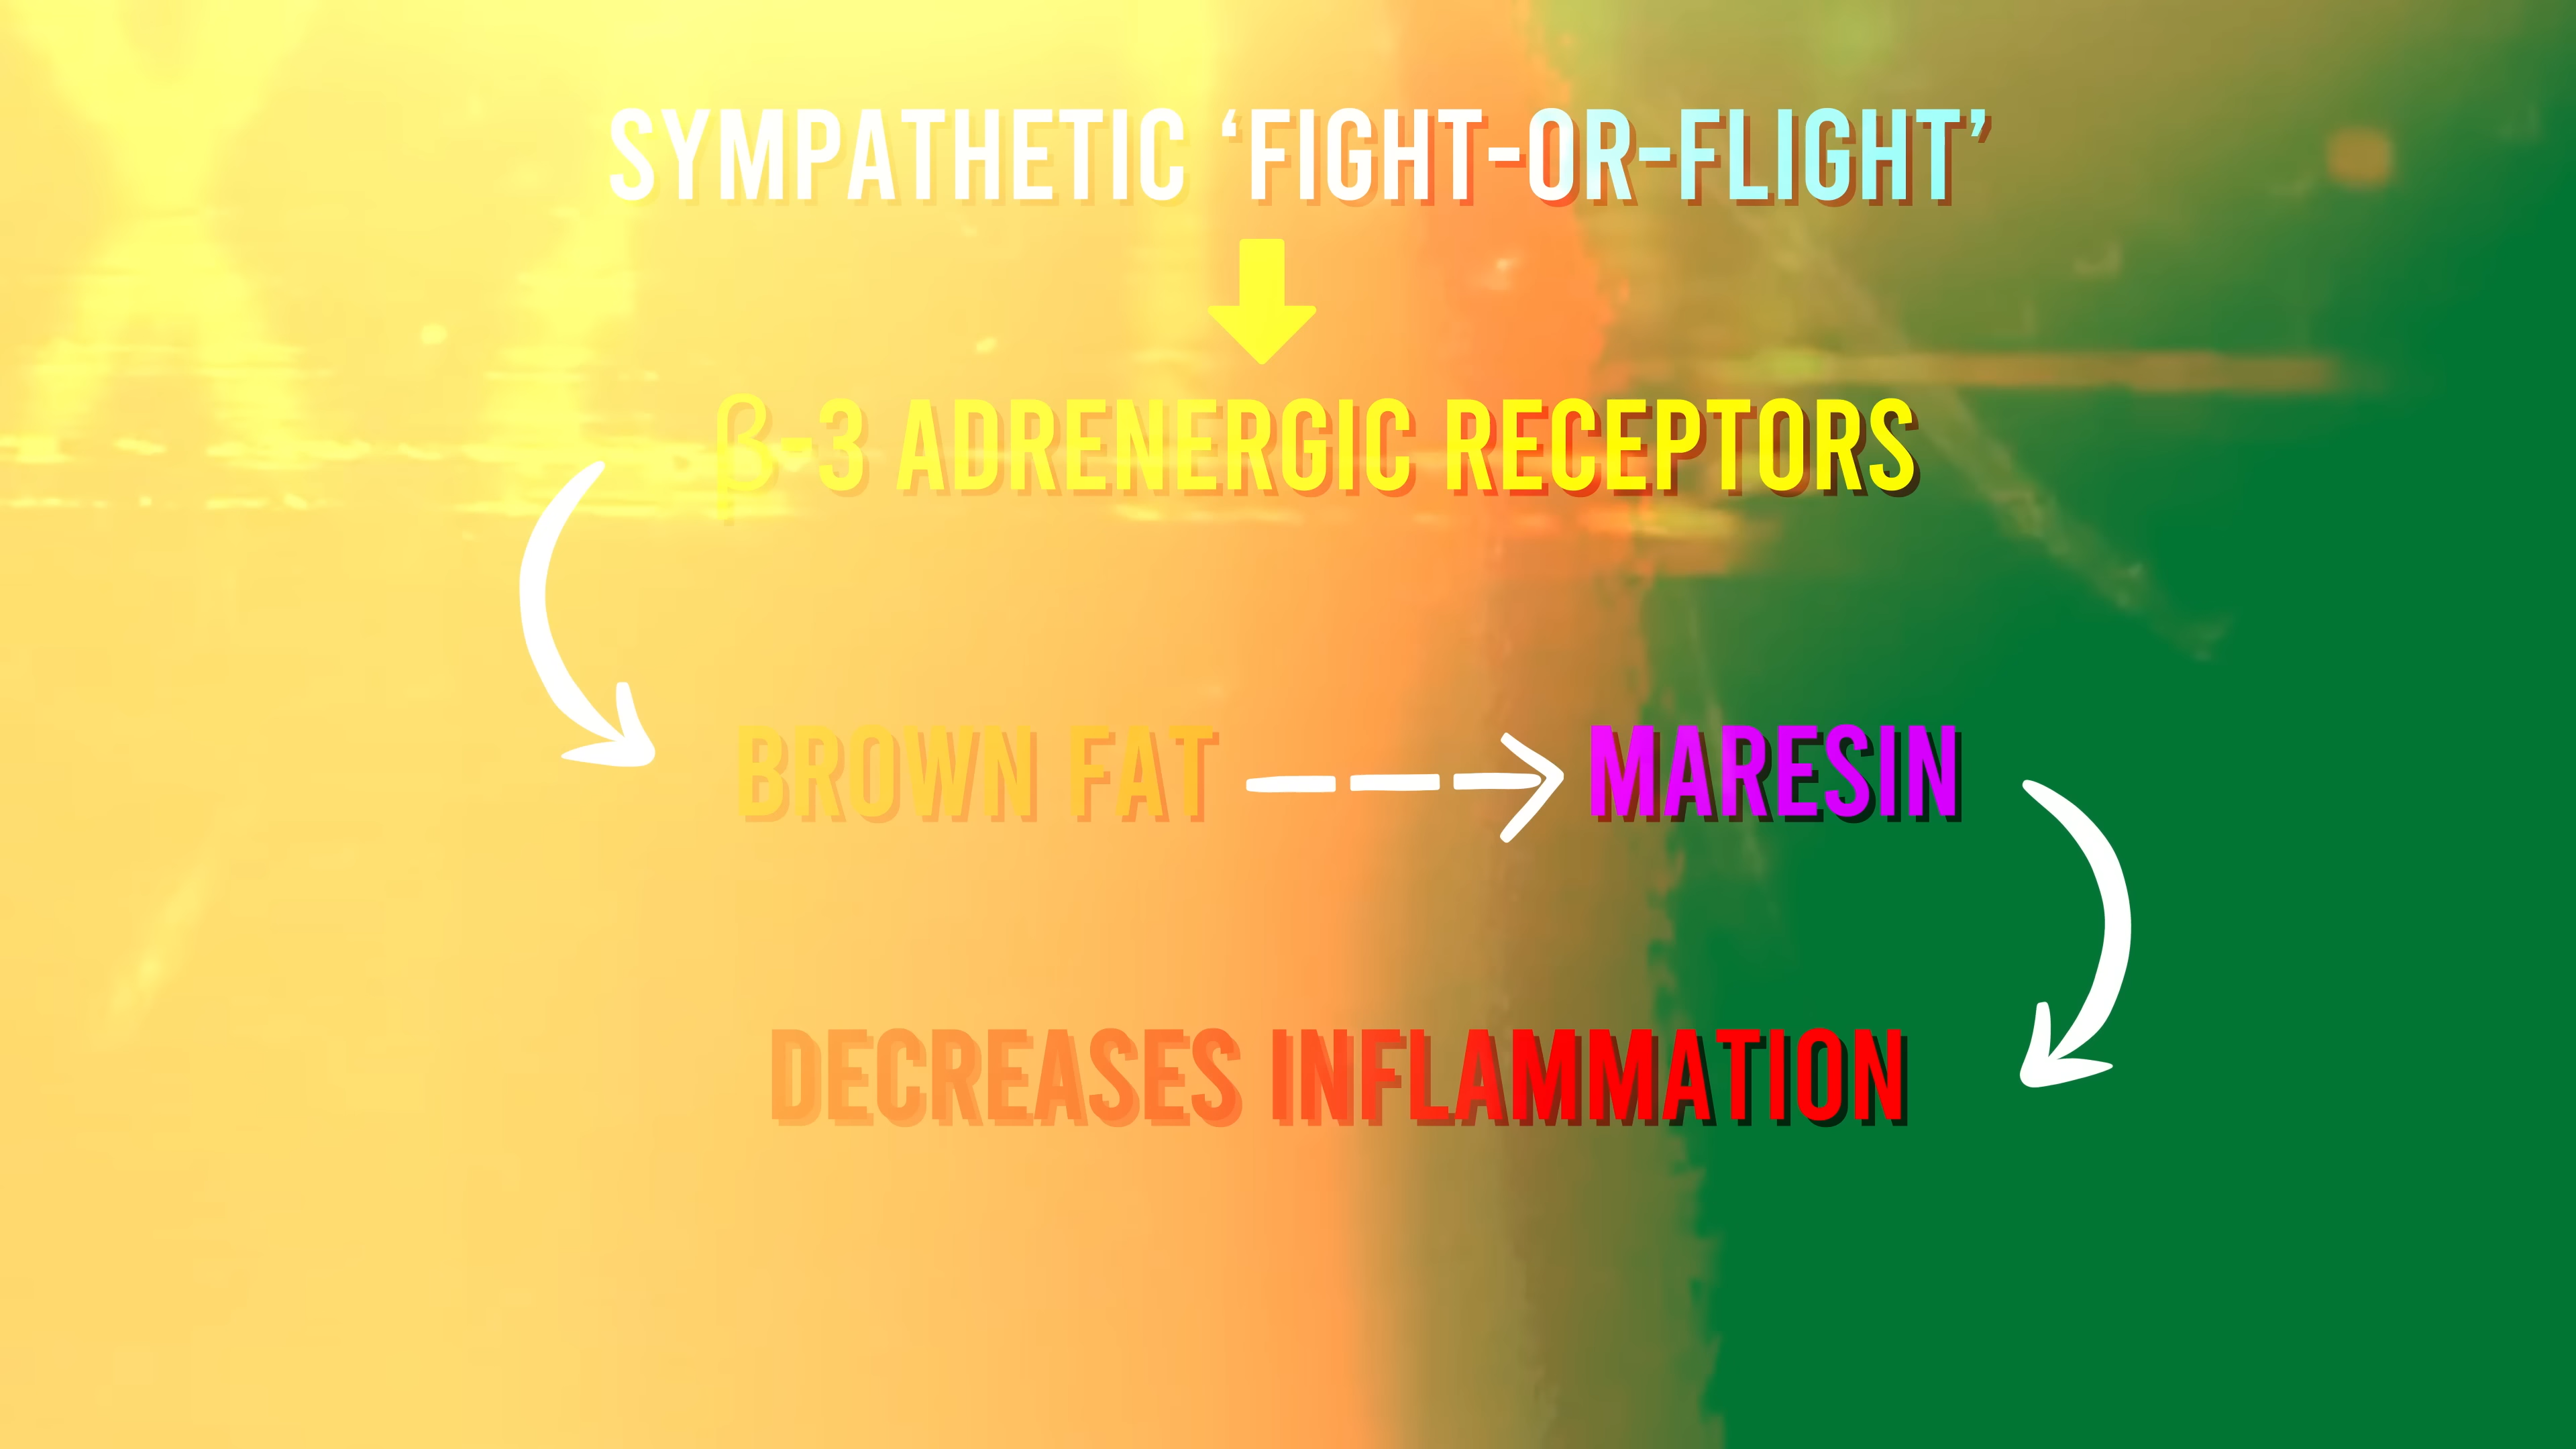 SYMPATHETIC ‘FIGHT-OR-FLIGHT’
β-3 ADRENERGIC RECEPTORS
BROWN FAT MARESIN
DECREASES INFLAMMATION